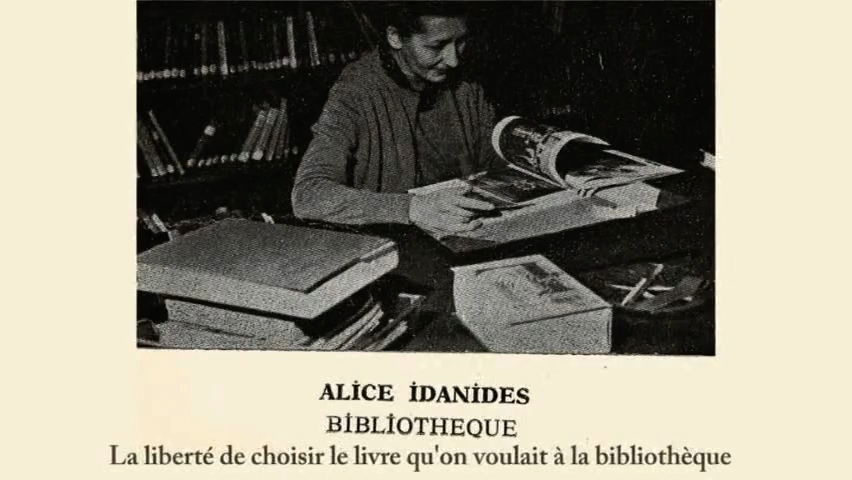 ALİCE İDANİDES
BİBLİOTHEQUE
La liberté de choisir le livre qu'on voulait à la bibliothèque